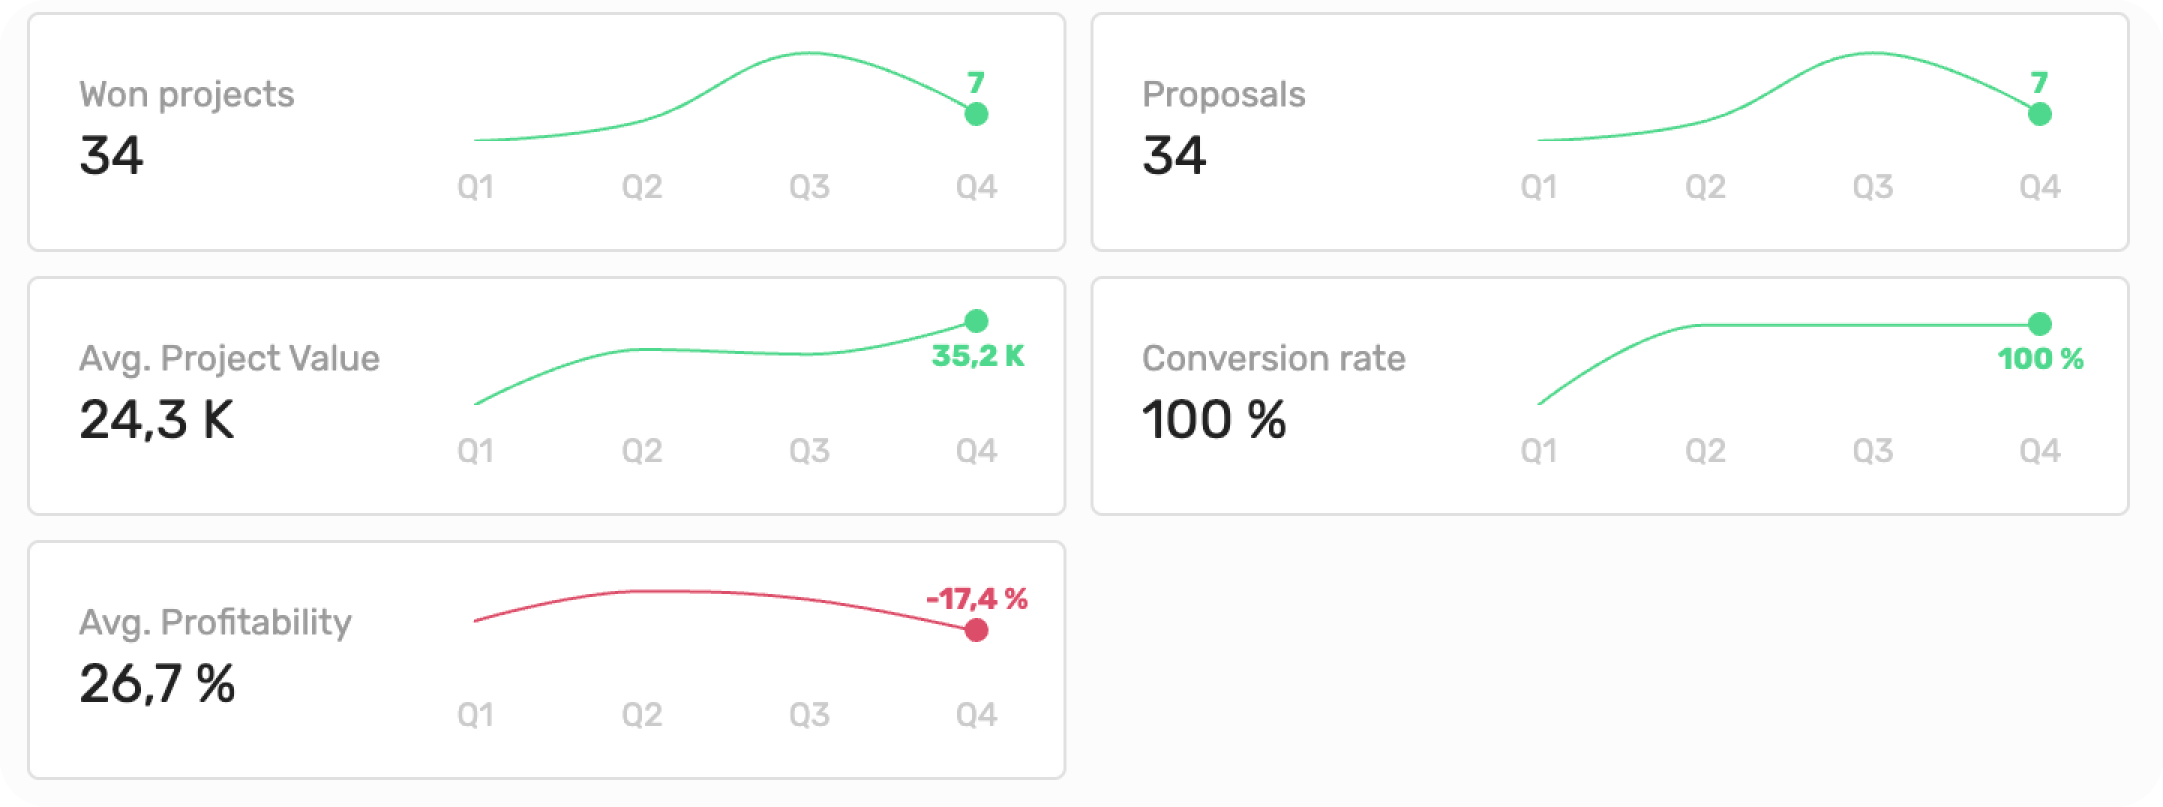 Won projects
34
7
Q1 Q2 Q3 Q4
Proposals
34
7
Q1 Q2 Q3 Q4
Avg. Project Value
24,3 K
35,2 K
Q1 Q2 Q3 Q4
Conversion rate
100 %
100 %
Q1 Q2 Q3 Q4
Avg. Profitability
26,7 %
-17,4 %
Q1 Q2 Q3 Q4